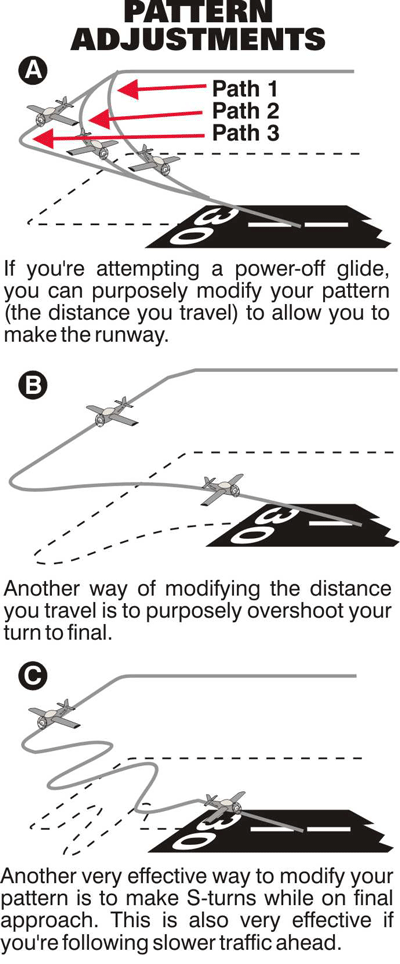 PATTERN
ADJUSTMENTS
A
Path 1
Path 2
Path 3
30
If you're attempting a power-off glide,
you can purposely modify your pattern
(the distance you travel) to allow you to
make the runway.
B
30
Another way of modifying the distance
you travel is to purposely overshoot your
turn to final.
C
30
Another very effective way to modify your
pattern is to make S-turns while on final
approach. This is also very effective if
you're following slower traffic ahead.